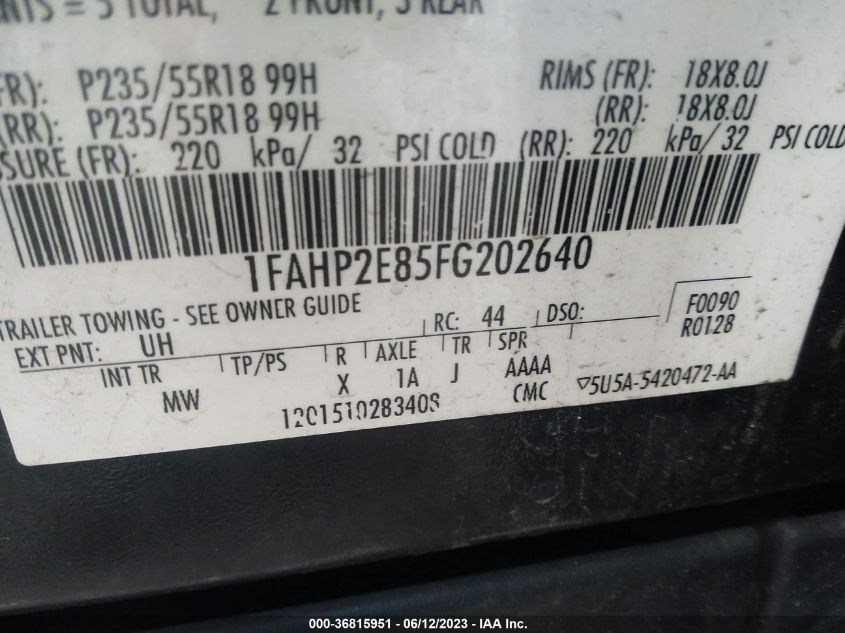 NTS = 5 TOTAL, 2 FRONT, 3 REAR
FR): P235/55R18 99H RIMS (FR): 18X8.0J
(RR): P235/55R18 99H (RR): 18X8.0J
SSURE (FR): 220 kPa/ 32 PSI COLD (RR): 220 kPa/ 32 PSI COLD
1FAHP2E85FG202640
TRAILER TOWING - SEE OWNER GUIDE
EXT PNT: UH RC: 44 DSO: F0090
R0128
INT TR TP/PS R AXLE TR SPR
MW X 1A J AAAA
12015102834 08 CMC ▽5U5A-5420472-AA
000-36815951 - 06/12/2023 - IAA Inc.